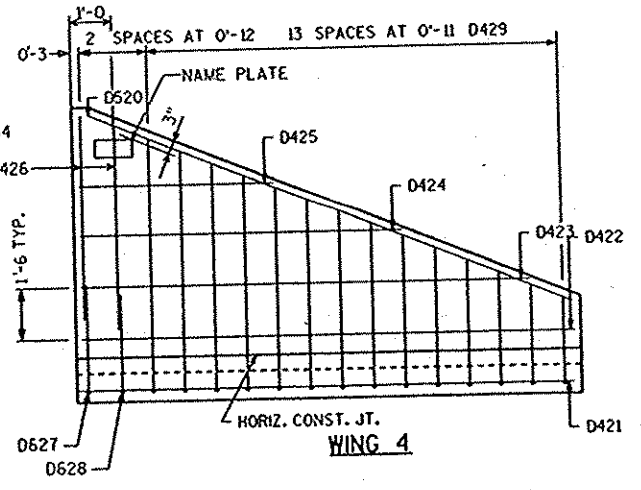 1'-0
0'-3 2 SPACES AT 0'-12 13 SPACES AT 0'-11 D429
NAME PLATE
D520
3"
4
426
D425
D424
D423
D422
1'-6 TYP.
HORIZ. CONST. JT.
D421
D627
D628
WING 4